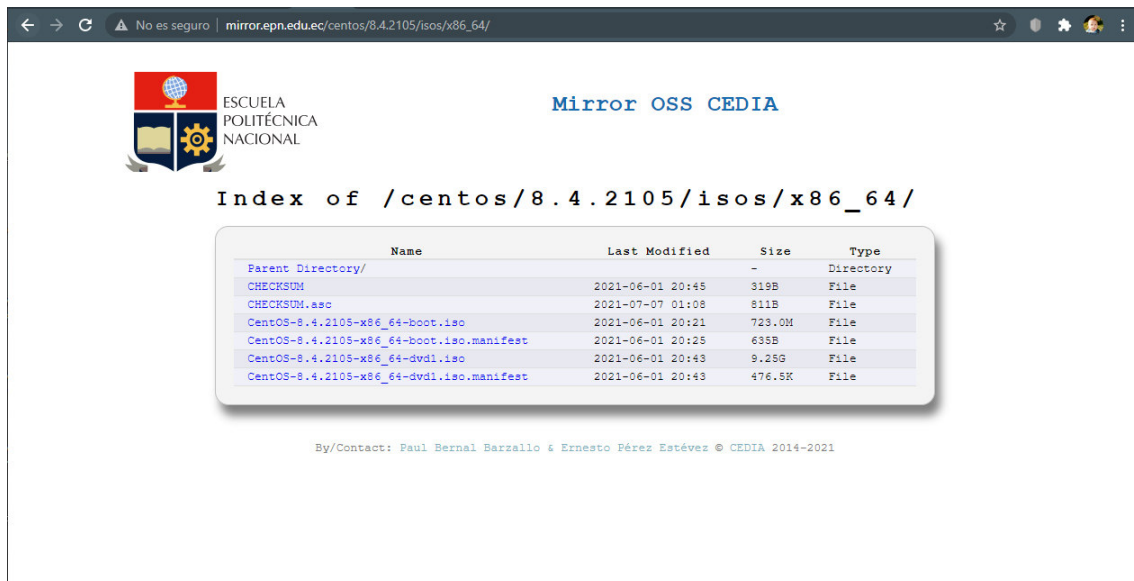 No es seguro | mirror.epn.edu.ec/centos/8.4.2105/isos/x86_64/
ESCUELA
POLITÉCNICA
NACIONAL
Mirror OSS CEDIA
Index of /centos/8.4.2105/isos/x86_64/
Name Last Modified Size Type
Parent Directory/ - Directory
CHECKSUM 2021-06-01 20:45 319B File
CHECKSUM.asc 2021-07-07 01:08 811B File
CentOS-8.4.2105-x86_64-boot.iso 2021-06-01 20:21 723.0M File
CentOS-8.4.2105-x86_64-boot.iso.manifest 2021-06-01 20:25 635B File
CentOS-8.4.2105-x86_64-dvd1.iso 2021-06-01 20:43 9.25G File
CentOS-8.4.2105-x86_64-dvd1.iso.manifest 2021-06-01 20:43 476.5K File
By/Contact: Paul Bernal Barzallo & Ernesto Pérez Estévez © CEDIA 2014-2021